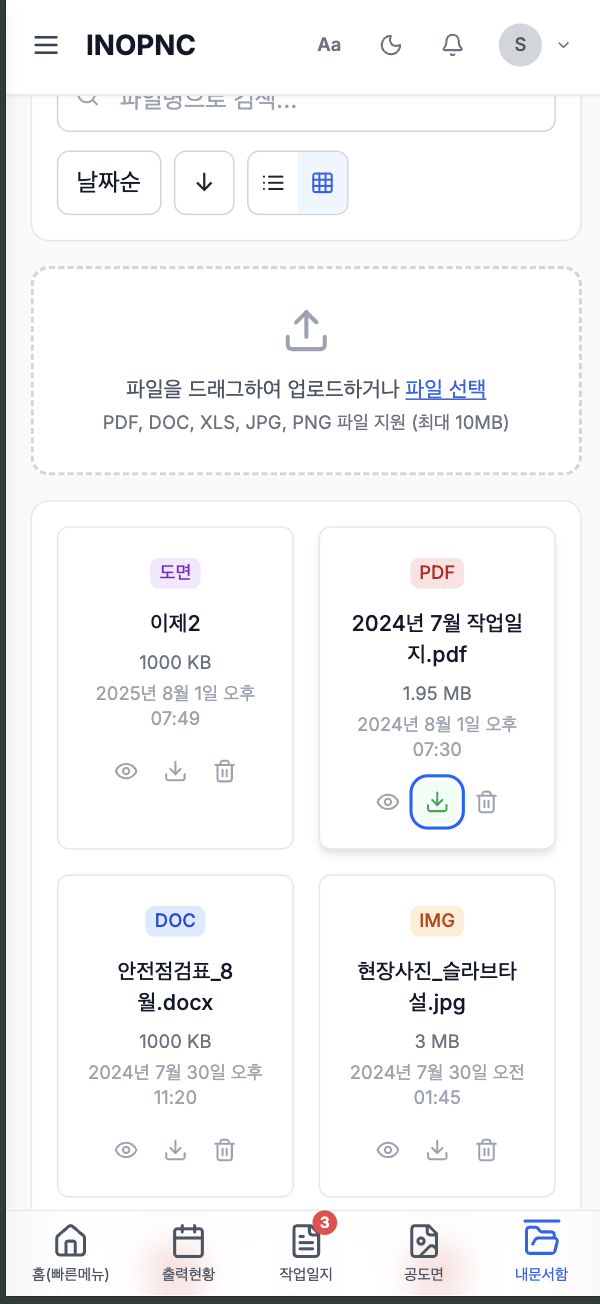 INOPNC
Aa
S
파일명으로 검색...
날짜순
파일을 드래그하여 업로드하거나 파일 선택
PDF, DOC, XLS, JPG, PNG 파일 지원 (최대 10MB)
도면
이제2
1000 KB
2025년 8월 1일 오후
07:49
PDF
2024년 7월 작업일
지.pdf
1.95 MB
2024년 8월 1일 오후
07:30
DOC
안전점검표_8
월.docx
1000 KB
2024년 7월 30일 오후
11:20
IMG
현장사진_슬라브타
설.jpg
3 MB
2024년 7월 30일 오전
01:45
홈(빠른메뉴)
출력현황
3
작업일지
공도면
내문서함